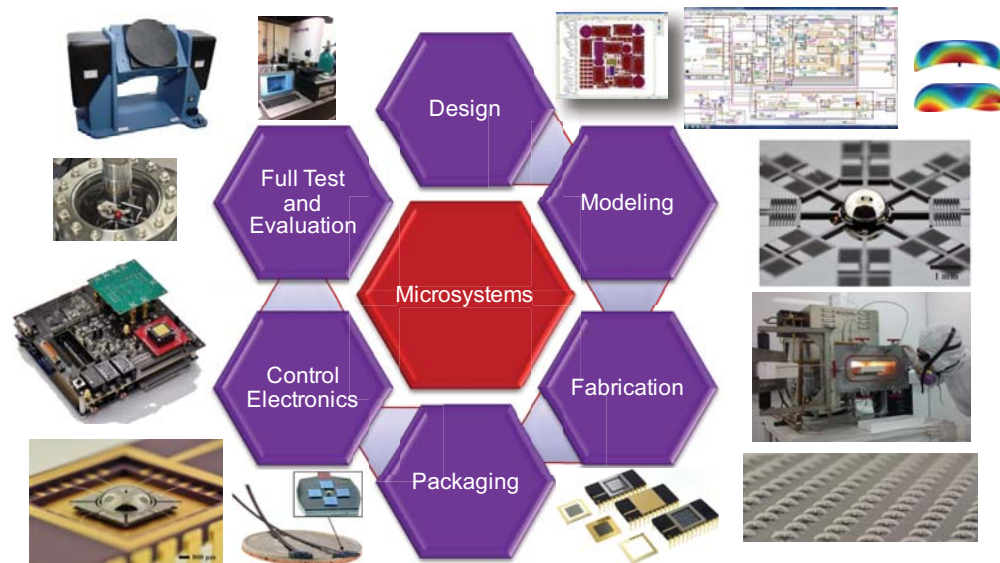 Design
Full Test
and
Evaluation
Modeling
Microsystems
Control
Electronics
Fabrication
Packaging
1 mm